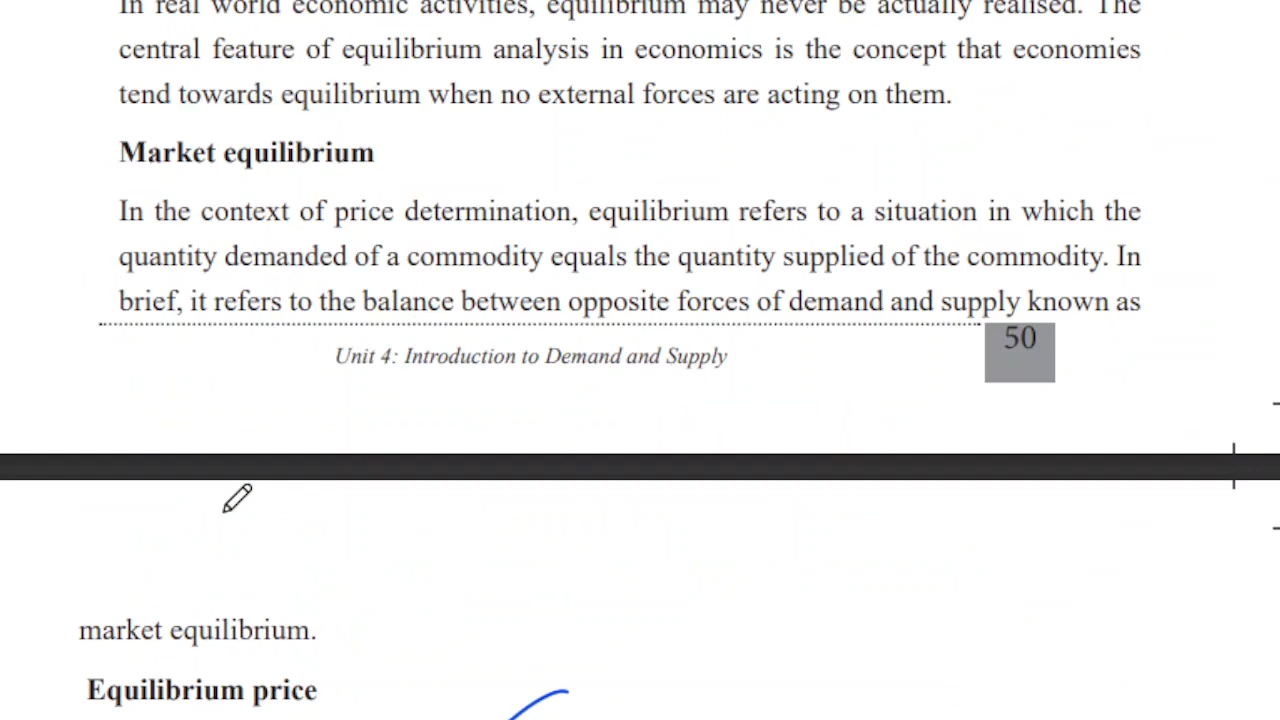 In real world economic activities, equilibrium may never be actually realised. The
central feature of equilibrium analysis in economics is the concept that economies
tend towards equilibrium when no external forces are acting on them.
Market equilibrium
In the context of price determination, equilibrium refers to a situation in which the
quantity demanded of a commodity equals the quantity supplied of the commodity. In
brief, it refers to the balance between opposite forces of demand and supply known as
Unit 4: Introduction to Demand and Supply
50
market equilibrium.
Equilibrium price